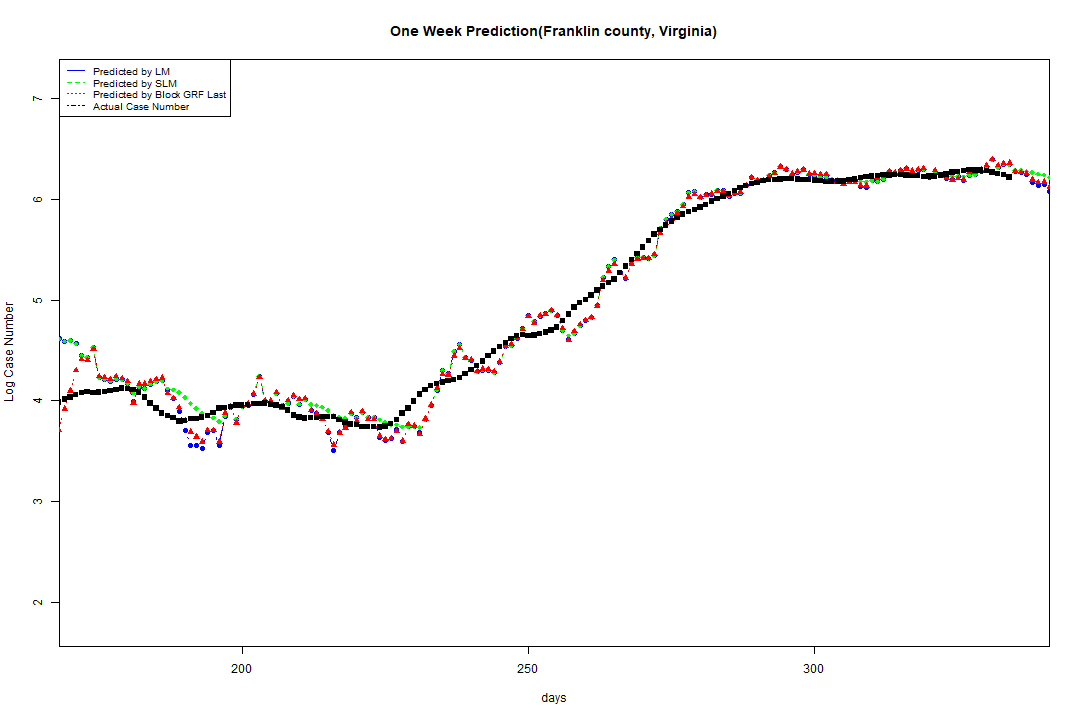 One Week Prediction(Franklin county, Virginia)
Predicted by LM
Predicted by SLM
Predicted by Block GRF Last
Actual Case Number
7
6
5
4
3
2
Log Case Number
200
250
300
days